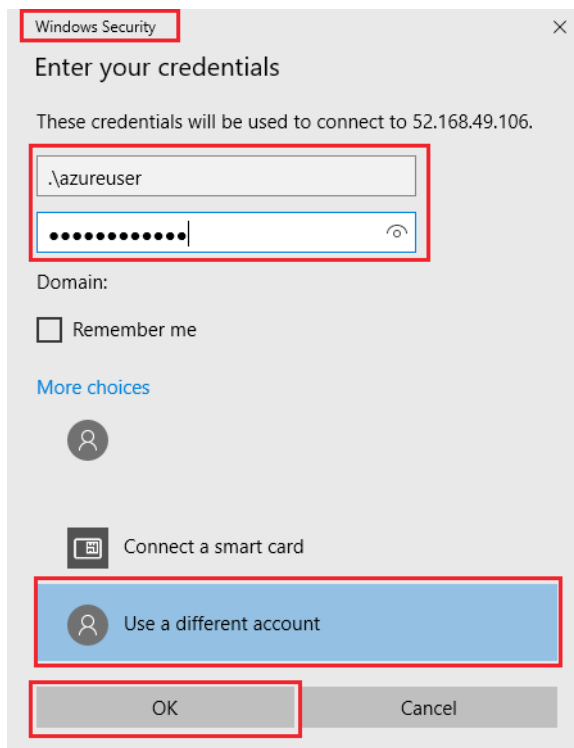 Windows Security
Enter your credentials
These credentials will be used to connect to 52.168.49.106.
.\azureuser
●●●●●●●●●●●●
Domain:
Remember me
More choices
Connect a smart card
Use a different account
OK
Cancel